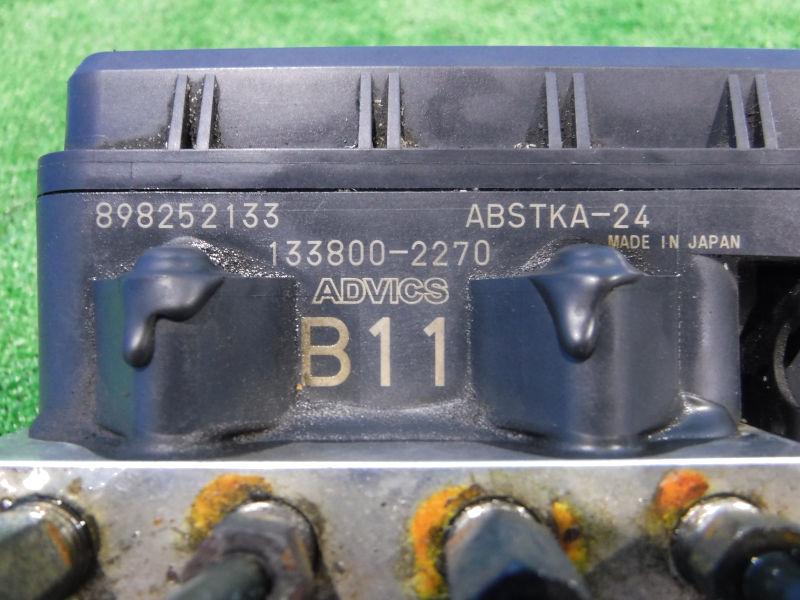 898252133 ABSTKA-24
133800-2270 MADE IN JAPAN
ADVICS
B11